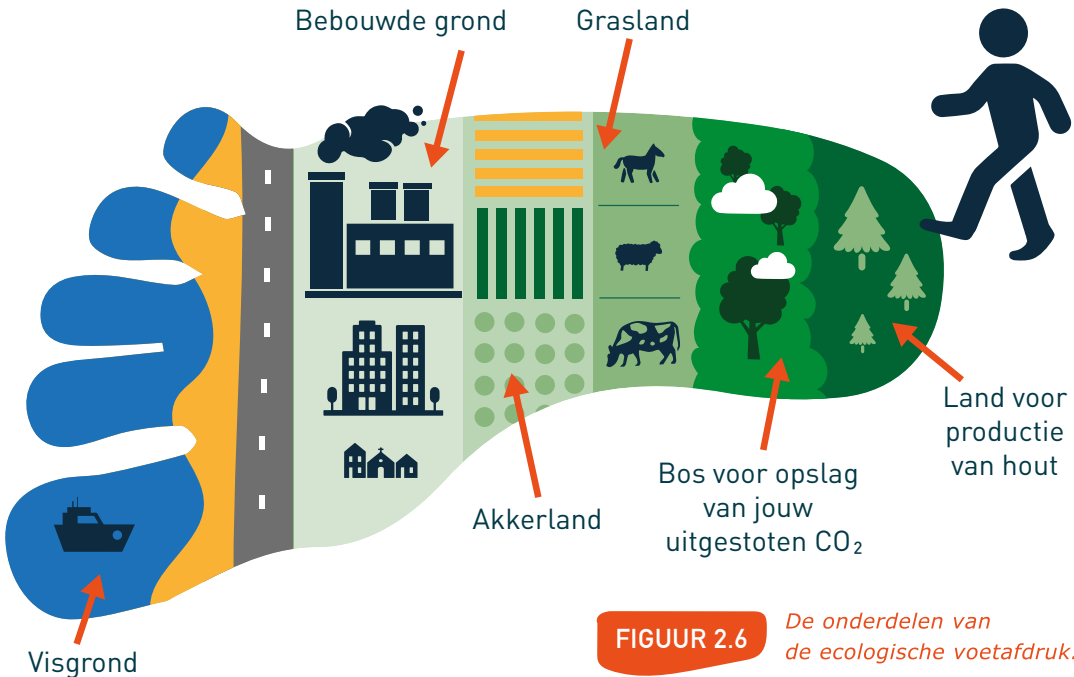 Bebouwde grond
Grasland
Land voor
productie
van hout
Bos voor opslag
van jouw
uitgestoten CO₂
Akkerland
Visgrond
FIGUUR 2.6
De onderdelen van
de ecologische voetafdruk.